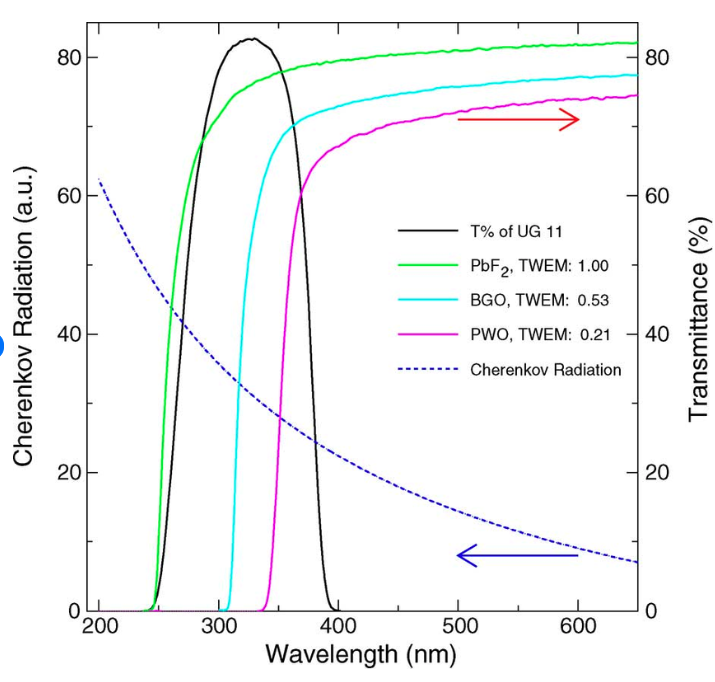 80
60
40
20
0
Cherenkov Radiation (a.u.)
T% of UG 11
PbF2, TWEM: 1.00
BGO, TWEM: 0.53
PWO, TWEM: 0.21
Cherenkov Radiation
80
60
40
20
0
Transmittance (%)
200 300 400 500 600
Wavelength (nm)